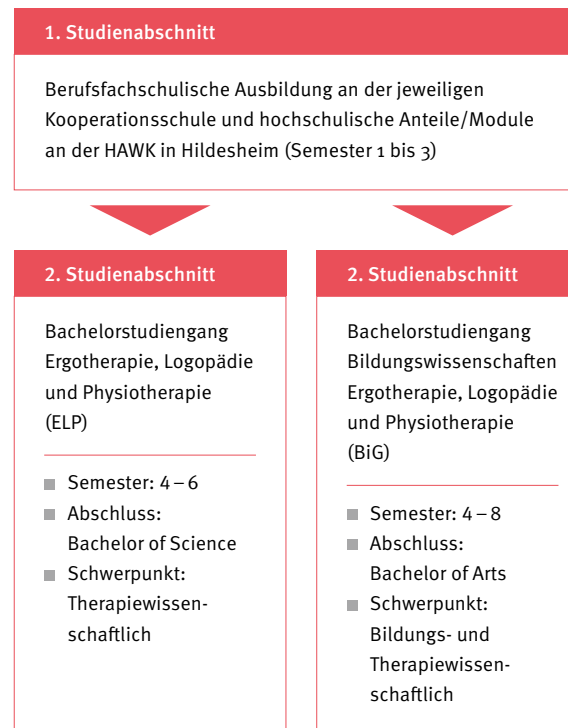 1. Studienabschnitt
Berufsfachschulische Ausbildung an der jeweiligen
Kooperationsschule und hochschulische Anteile/Module
an der HAWK in Hildesheim (Semester 1 bis 3)
2. Studienabschnitt
Bachelorstudiengang
Ergotherapie, Logopädie
und Physiotherapie
(ELP)
Semester: 4–6
Abschluss:
Bachelor of Science
Schwerpunkt:
Therapiewissen-
schaftlich
2. Studienabschnitt
Bachelorstudiengang
Bildungswissenschaften
Ergotherapie, Logopädie
und Physiotherapie
(BiG)
Semester: 4–8
Abschluss:
Bachelor of Arts
Schwerpunkt:
Bildungs- und
Therapiewissen-
schaftlich